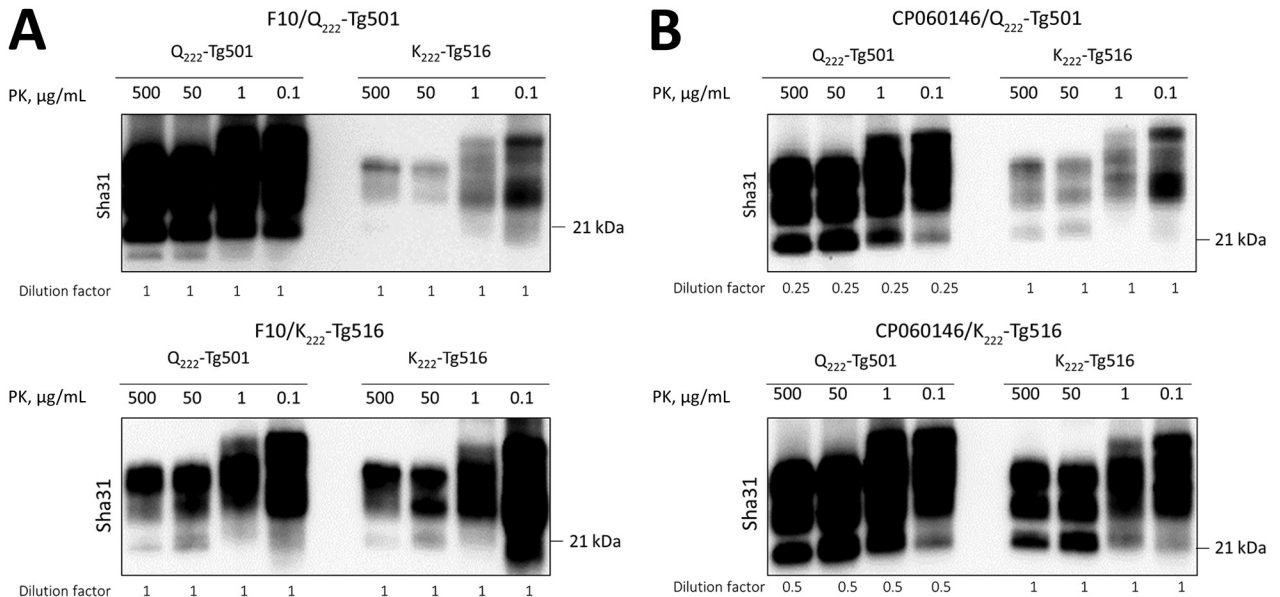 A
F10/Q222-Tg501
Q222-Tg501 K222-Tg516
PK, µg/mL 500 50 1 0.1 500 50 1 0.1
Sha31
21 kDa
Dilution factor 1 1 1 1 1 1 1 1
F10/K222-Tg516
Q222-Tg501 K222-Tg516
PK, µg/mL 500 50 1 0.1 500 50 1 0.1
Sha31
21 kDa
Dilution factor 1 1 1 1 1 1 1 1
B
CP060146/Q222-Tg501
Q222-Tg501 K222-Tg516
PK, µg/mL 500 50 1 0.1 500 50 1 0.1
Sha31
21 kDa
Dilution factor 0.25 0.25 0.25 0.25 1 1 1 1
CP060146/K222-Tg516
Q222-Tg501 K222-Tg516
PK, µg/mL 500 50 1 0.1 500 50 1 0.1
Sha31
21 kDa
Dilution factor 0.5 0.5 0.5 0.5 1 1 1 1